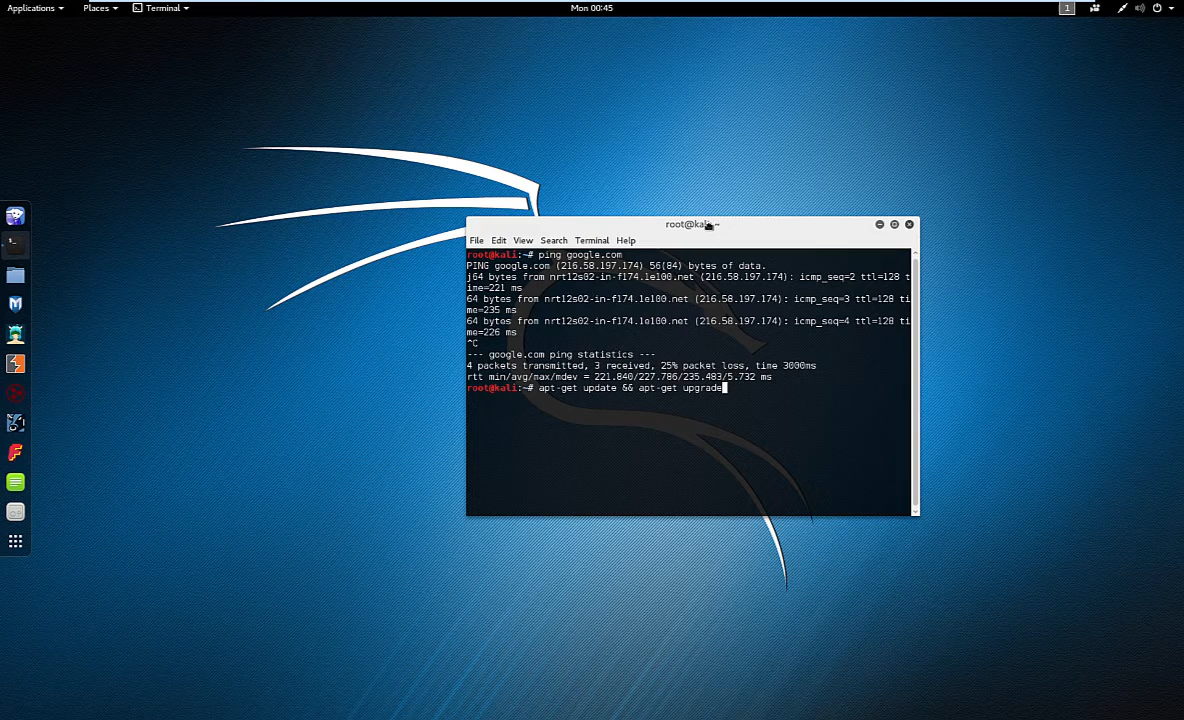 Applications Places Terminal Mon 00:45 1
root@kali: ~
File Edit View Search Terminal Help
root@kali:~# ping google.com
PING google.com (216.58.197.174) 56(84) bytes of data.
j64 bytes from nrt12s02-in-f174.1e100.net (216.58.197.174): icmp_seq=2 ttl=128 t
ime=221 ms
64 bytes from nrt12s02-in-f174.1e100.net (216.58.197.174): icmp_seq=3 ttl=128 ti
me=235 ms
64 bytes from nrt12s02-in-f174.1e100.net (216.58.197.174): icmp_seq=4 ttl=128 ti
me=226 ms
^C
--- google.com ping statistics ---
4 packets transmitted, 3 received, 25% packet loss, time 3000ms
rtt min/avg/max/mdev = 221.840/227.786/235.483/5.732 ms
root@kali:~# apt-get update && apt-get upgrade